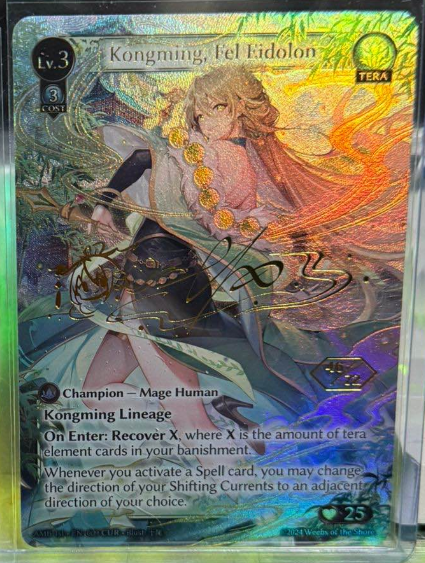 Lv.3
Kongming, Fel Eidolon
TERA
3
COST
Champion — Mage Human
Kongming Lineage
On Enter: Recover X, where X is the amount of tera
element cards in your banishment.
Whenever you activate a Spell card, you may change
the direction of your Shifting Currents to an adjacent
direction of your choice.
25
2024 Weebs of the Shore